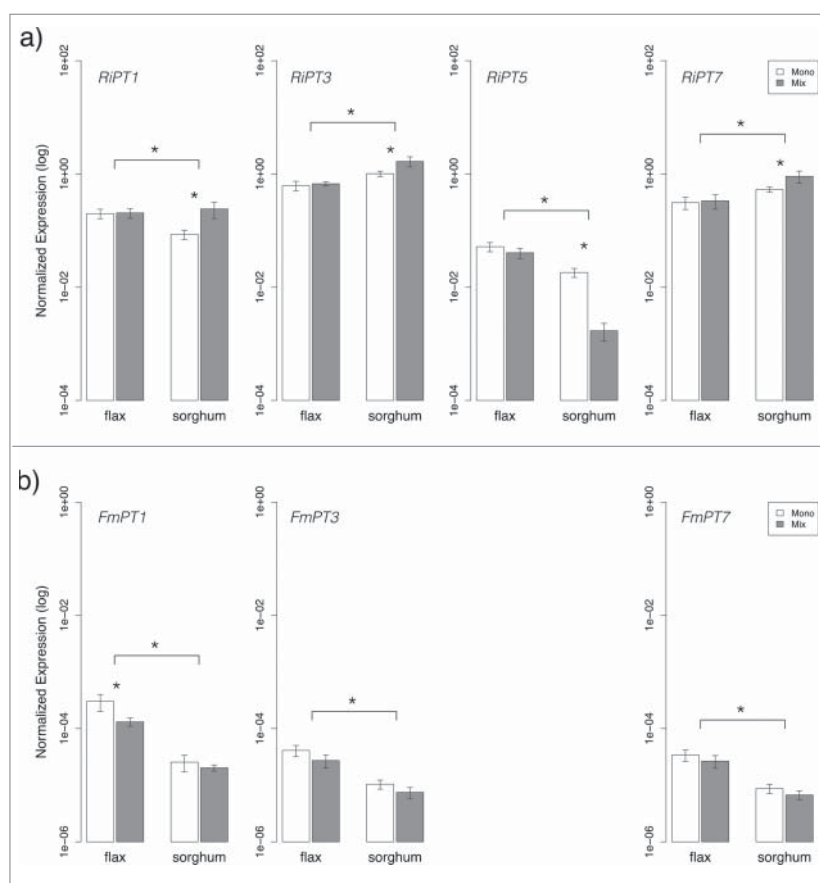 a)
RiPT1
RiPT3
RiPT5
RiPT7
Mono
Mix
Normalized Expression (log)
1e+02
1e+00
1e−02
1e−04
1e+02
1e+00
1e−02
1e−04
1e+02
1e+00
1e−02
1e−04
1e+02
1e+00
1e−02
1e−04
*
*
*
*
*
*
*
*
flax
sorghum
flax
sorghum
flax
sorghum
flax
sorghum
b)
FmPT1
FmPT3
FmPT7
Mono
Mix
Normalized Expression (log)
1e+00
1e−02
1e−04
1e−06
1e+00
1e−02
1e−04
1e−06
1e+00
1e−02
1e−04
1e−06
*
*
*
*
flax
sorghum
flax
sorghum
flax
sorghum